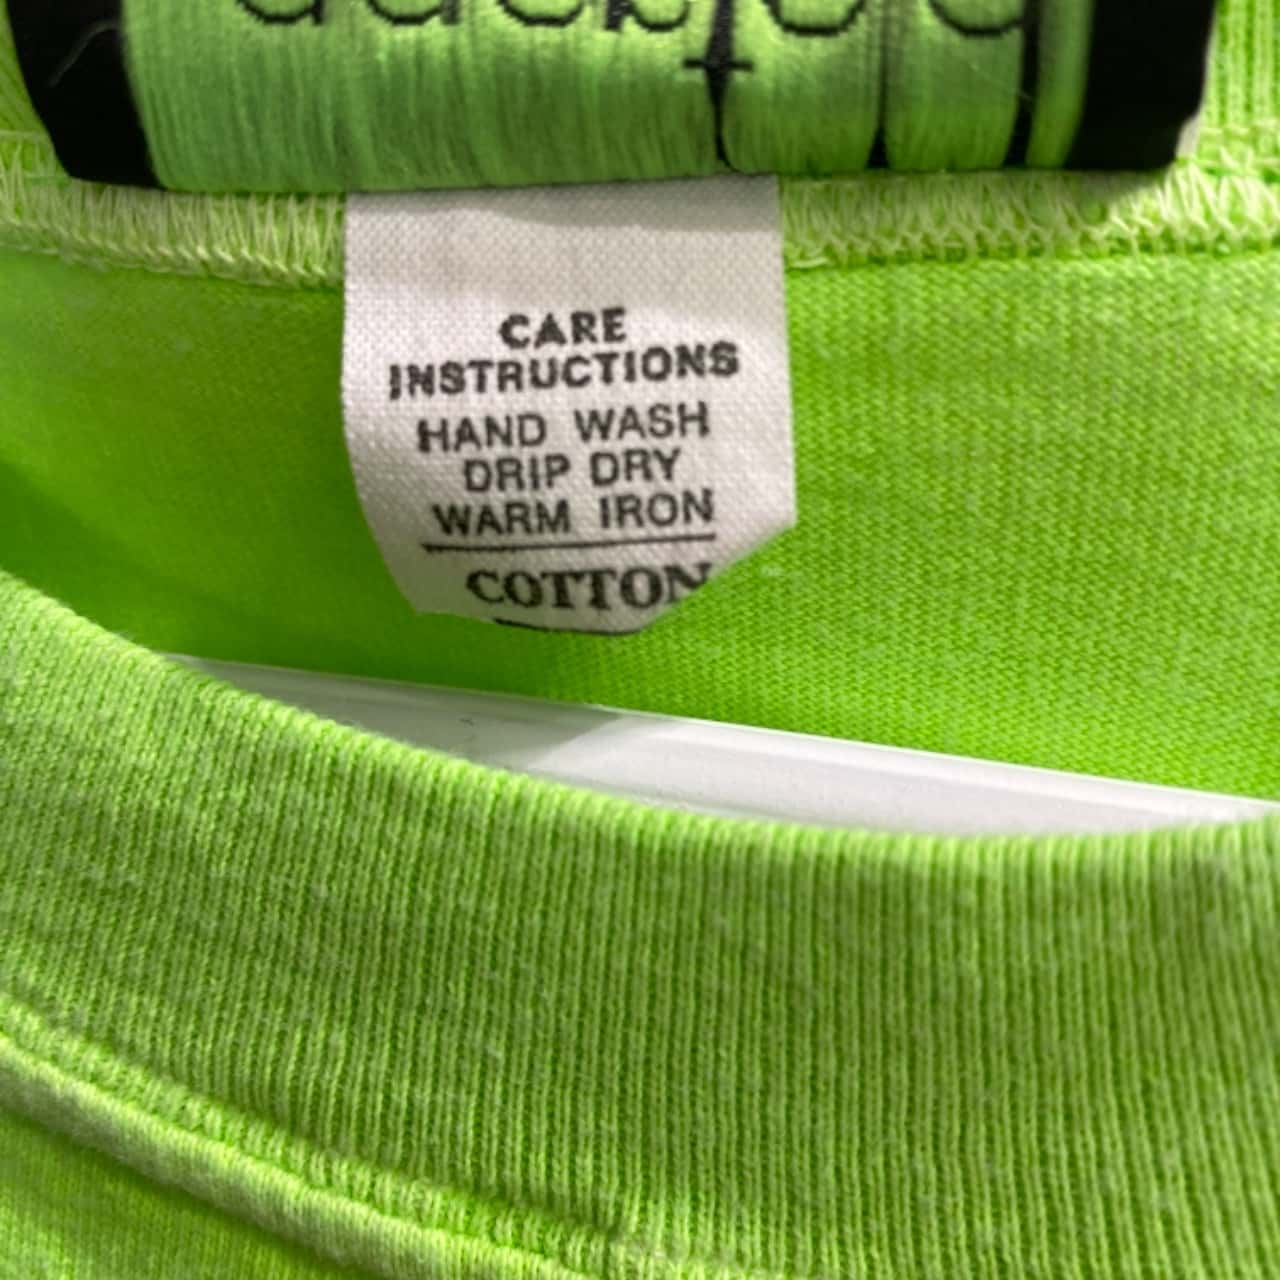 CARE
INSTRUCTIONS
HAND WASH
DRIP DRY
WARM IRON
COTTON